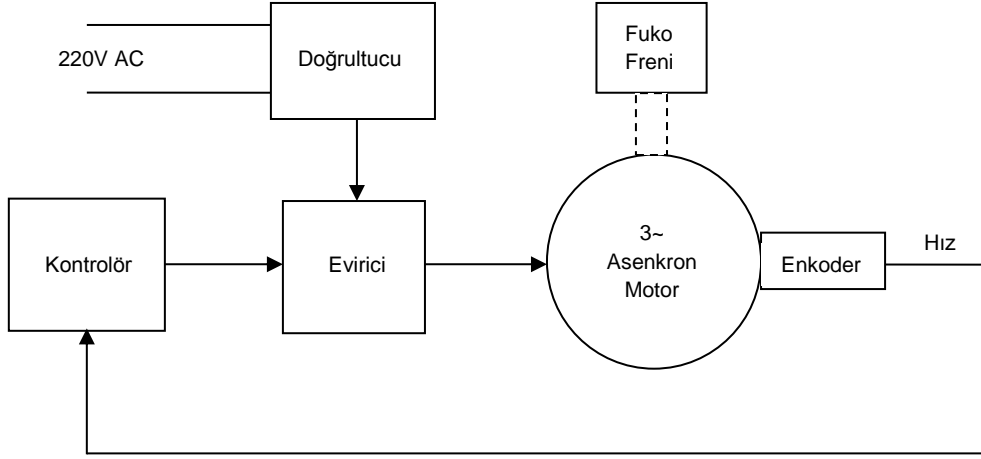 220V AC
Doğrultucu
Fuko
Freni
Kontrolör
Evirici
3~
Asenkron
Motor
Enkoder
Hız